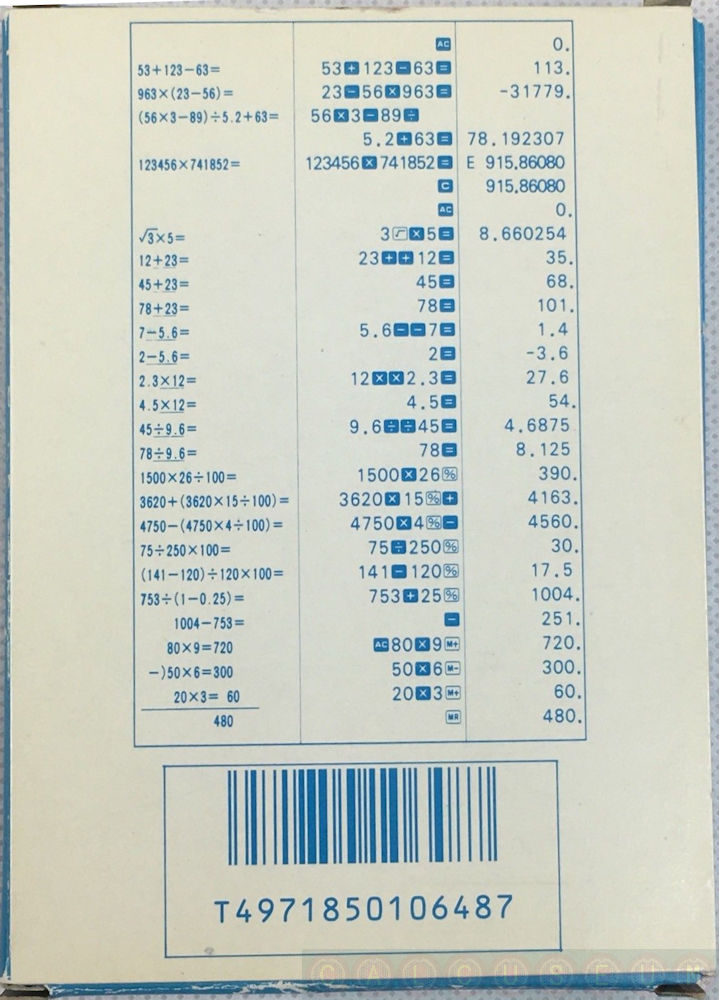 AC 0.
53+123−63= 53+123−63= 113.
963×(23−56)= 23−56×963= -31779.
(56×3−89)÷5.2+63= 56×3−89÷
5.2+63= 78.192307
123456×741852= 123456×741852= E 915.86080
C 915.86080
AC 0.
√3×5= 3√×5= 8.660254
12+23= 23++12= 35.
45+23= 45= 68.
78+23= 78= 101.
7−5.6= 5.6−−7= 1.4
2−5.6= 2= -3.6
2.3×12= 12××2.3= 27.6
4.5×12= 4.5= 54.
45÷9.6= 9.6÷÷45= 4.6875
78÷9.6= 78= 8.125
1500×26÷100= 1500×26% 390.
3620+(3620×15÷100)= 3620×15%+ 4163.
4750−(4750×4÷100)= 4750×4%− 4560.
75÷250×100= 75÷250% 30.
(141−120)÷120×100= 141−120% 17.5
753÷(1−0.25)= 753+25% 1004.
1004−753= − 251.
80×9=720 AC80×9M+ 720.
−)50×6=300 50×6M− 300.
20×3= 60 20×3M+ 60.
480 MR 480.
T4971850106487
CALCUSEUM